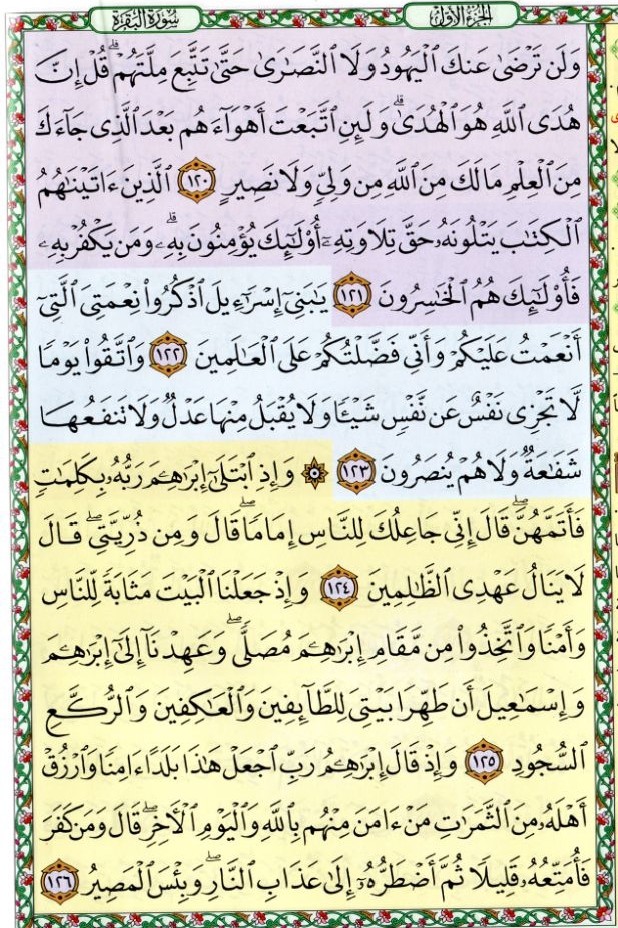 الجزء الأول
سورة البقرة
وَلَن تَرْضَىٰ عَنكَ ٱلْيَهُودُ وَلَا ٱلنَّصَٰرَىٰ حَتَّىٰ تَتَّبِعَ مِلَّتَهُمْ ۗ قُلْ إِنَّ
هُدَى ٱللَّهِ هُوَ ٱلْهُدَىٰ ۗ وَلَئِنِ ٱتَّبَعْتَ أَهْوَآءَهُم بَعْدَ ٱلَّذِى جَآءَكَ
مِنَ ٱلْعِلْمِ مَا لَكَ مِنَ ٱللَّهِ مِن وَلِىٍّ وَلَا نَصِيرٍ ١٢٠ ٱلَّذِينَ ءَاتَيْنَٰهُمُ
ٱلْكِتَٰبَ يَتْلُونَهُۥ حَقَّ تِلَاوَتِهِۦٓ أُو۟لَٰٓئِكَ يُؤْمِنُونَ بِهِۦ ۗ وَمَن يَكْفُرْ بِهِۦ
فَأُو۟لَٰٓئِكَ هُمُ ٱلْخَٰسِرُونَ ١٢١ يَٰبَنِىٓ إِسْرَٰٓءِيلَ ٱذْكُرُوا۟ نِعْمَتِىَ ٱلَّتِىٓ
أَنْعَمْتُ عَلَيْكُمْ وَأَنِّى فَضَّلْتُكُمْ عَلَى ٱلْعَٰلَمِينَ ١٢٢ وَٱتَّقُوا۟ يَوْمًا
لَّا تَجْزِى نَفْسٌ عَن نَّفْسٍ شَيْـًٔا وَلَا يُقْبَلُ مِنْهَا عَدْلٌ وَلَا تَنفَعُهَا
شَفَٰعَةٌ وَلَا هُمْ يُنصَرُونَ ١٢٣ ۞ وَإِذِ ٱبْتَلَىٰٓ إِبْرَٰهِـۧمَ رَبُّهُۥ بِكَلِمَٰتٍ
فَأَتَمَّهُنَّ ۖ قَالَ إِنِّى جَاعِلُكَ لِلنَّاسِ إِمَامًا ۖ قَالَ وَمِن ذُرِّيَّتِى ۖ قَالَ
لَا يَنَالُ عَهْدِى ٱلظَّٰلِمِينَ ١٢٤ وَإِذْ جَعَلْنَا ٱلْبَيْتَ مَثَابَةً لِّلنَّاسِ
وَأَمْنًا وَٱتَّخِذُوا۟ مِن مَّقَامِ إِبْرَٰهِـۧمَ مُصَلًّى ۖ وَعَهِدْنَآ إِلَىٰٓ إِبْرَٰهِـۧمَ
وَإِسْمَٰعِيلَ أَن طَهِّرَا بَيْتِىَ لِلطَّآئِفِينَ وَٱلْعَٰكِفِينَ وَٱلرُّكَّعِ
ٱلسُّجُودِ ١٢٥ وَإِذْ قَالَ إِبْرَٰهِـۧمُ رَبِّ ٱجْعَلْ هَٰذَا بَلَدًا ءَامِنًا وَٱرْزُقْ
أَهْلَهُۥ مِنَ ٱلثَّمَرَٰتِ مَنْ ءَامَنَ مِنْهُم بِٱللَّهِ وَٱلْيَوْمِ ٱلْءَاخِرِ ۖ قَالَ وَمَن كَفَرَ
فَأُمَتِّعُهُۥ قَلِيلًا ثُمَّ أَضْطَرُّهُۥٓ إِلَىٰ عَذَابِ ٱلنَّارِ ۖ وَبِئْسَ ٱلْمَصِيرُ ١٢٦